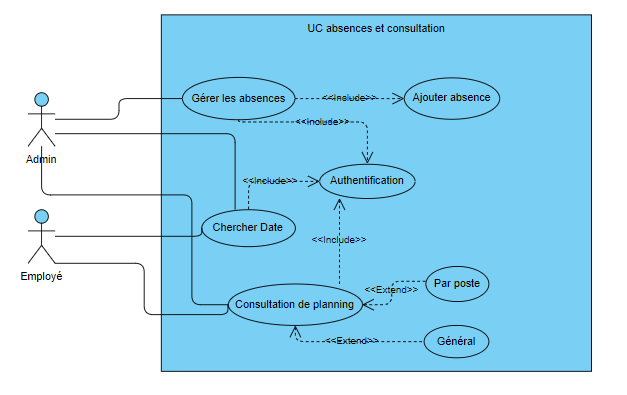 UC absences et consultation
Gérer les absences
<<Include>>
Ajouter absence
<<Include>>
Admin
<<Include>>
Authentification
Chercher Date
<<Include>>
Employé
Par poste
<<Extend>>
Consultation de planning
<<Extend>>
Général